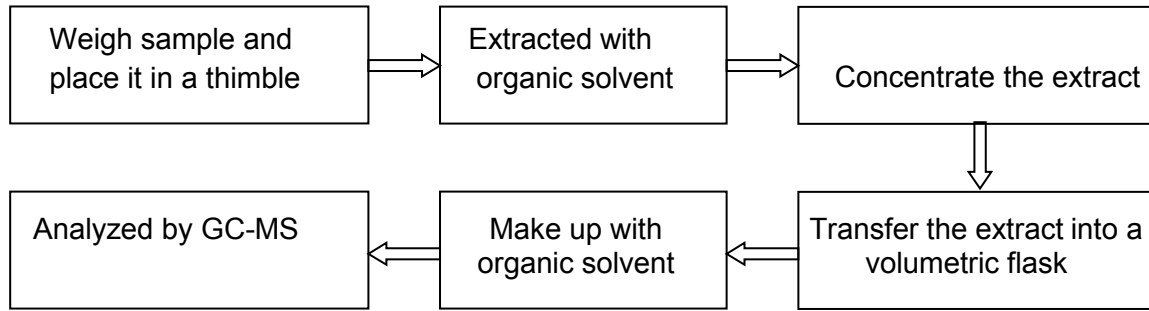 Weigh sample and
place it in a thimble
Extracted with
organic solvent
Concentrate the extract
Transfer the extract into a
volumetric flask
Make up with
organic solvent
Analyzed by GC-MS